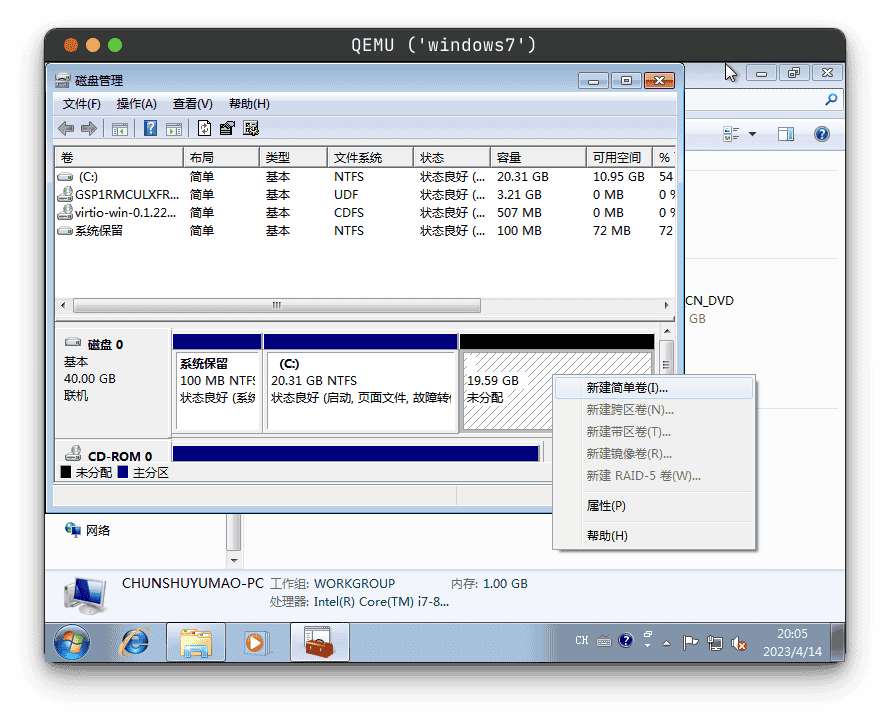 QEMU ('windows7')
磁盘管理
文件(F) 操作(A) 查看(V) 帮助(H)
卷 布局 类型 文件系统 状态 容量 可用空间 %
(C:) 简单 基本 NTFS 状态良好 (... 20.31 GB 10.95 GB 54
GSP1RMCULXFR... 简单 基本 UDF 状态良好 (... 3.21 GB 0 MB 0 %
virtio-win-0.1.22... 简单 基本 CDFS 状态良好 (... 507 MB 0 MB 0 %
系统保留 简单 基本 NTFS 状态良好 (... 100 MB 72 MB 72
CN_DVD
GB
磁盘 0
基本
40.00 GB
联机
系统保留
100 MB NTFS
状态良好 (系统
(C:)
20.31 GB NTFS
状态良好 (启动, 页面文件, 故障转
19.59 GB
未分配
新建简单卷(I)...
新建跨区卷(N)...
新建带区卷(T)...
新建镜像卷(R)...
新建 RAID-5 卷(W)...
属性(P)
帮助(H)
CD-ROM 0
未分配 主分区
网络
CHUNSHUYUMAO-PC 工作组: WORKGROUP 内存: 1.00 GB
处理器: Intel(R) Core(TM) i7-8...
CH
20:05
2023/4/14